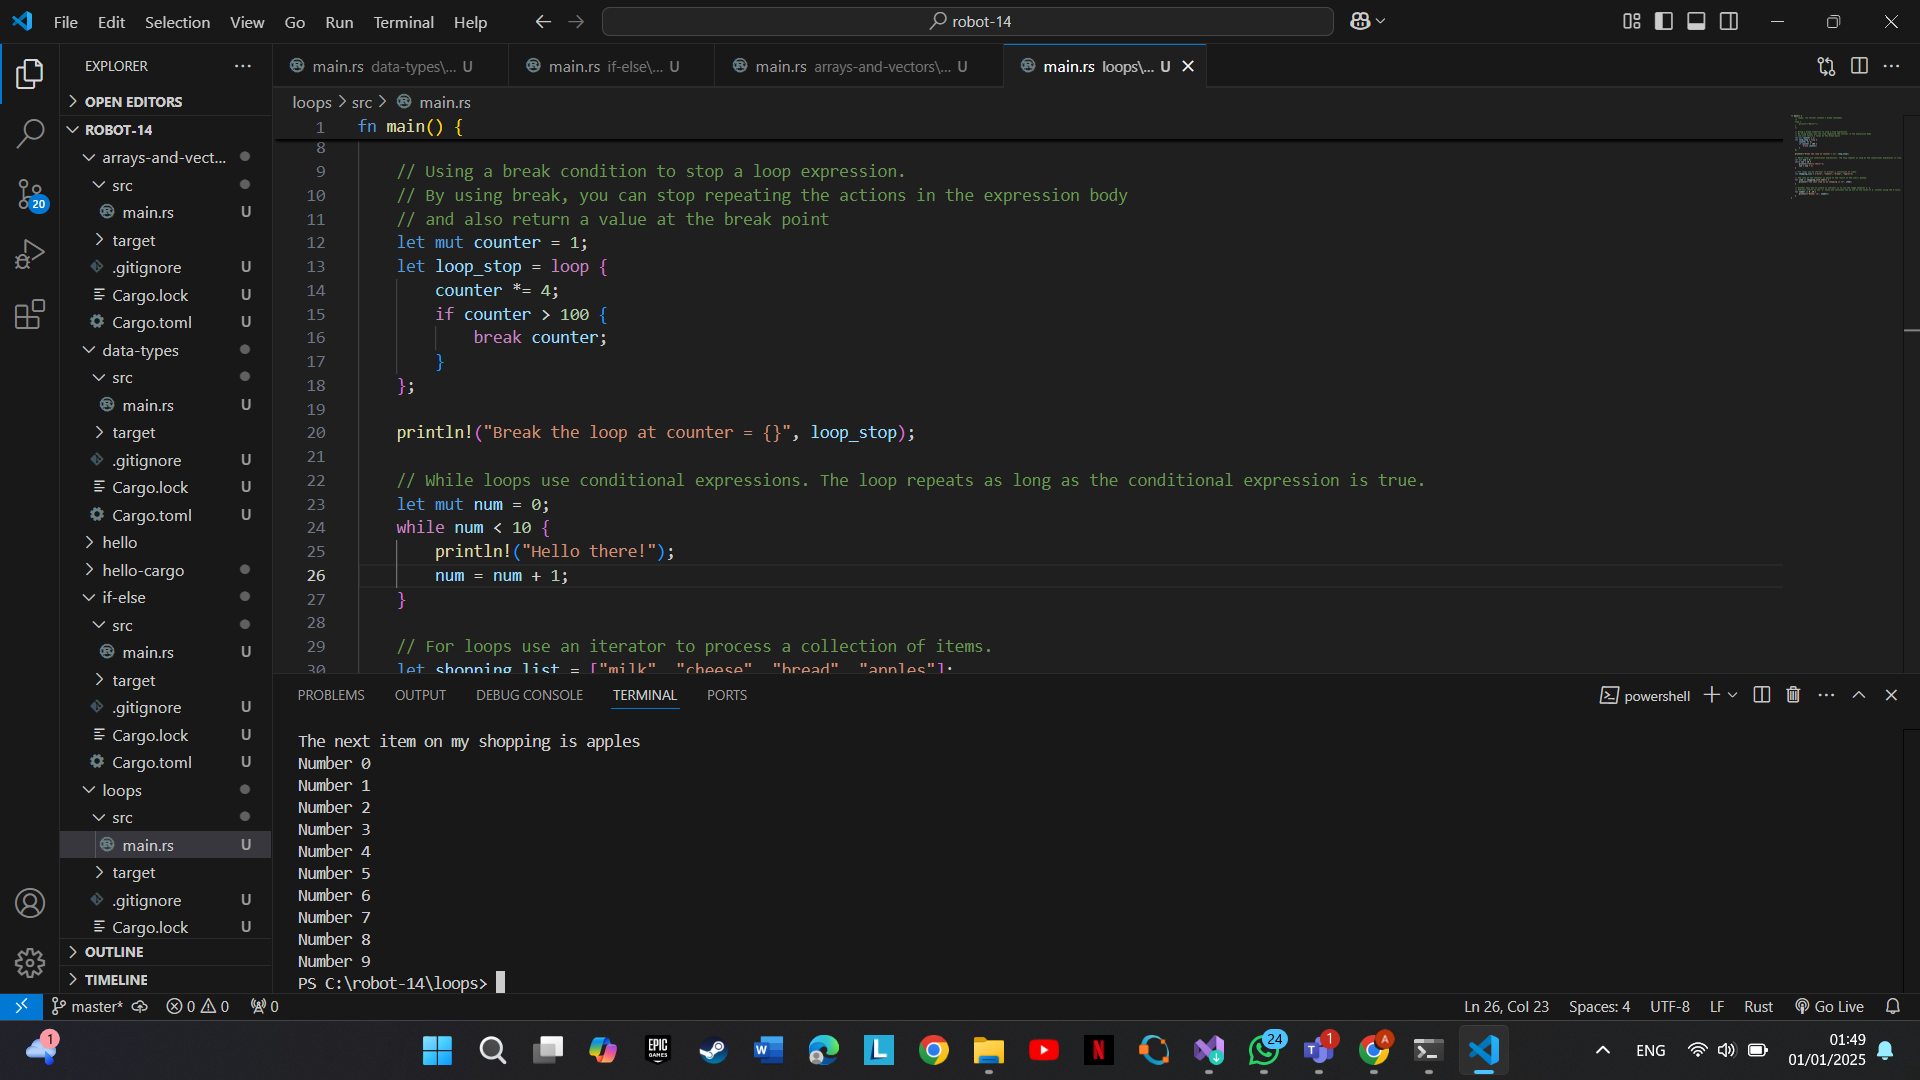 File Edit Selection View Go Run Terminal Help
robot-14
EXPLORER
OPEN EDITORS
ROBOT-14
arrays-and-vect...
src
main.rs U
target
.gitignore U
Cargo.lock U
Cargo.toml U
data-types
src
main.rs U
target
.gitignore U
Cargo.lock U
Cargo.toml U
hello
hello-cargo
if-else
src
main.rs U
target
.gitignore U
Cargo.lock U
Cargo.toml U
loops
src
main.rs U
target
.gitignore U
Cargo.lock U
OUTLINE
TIMELINE
20
main.rs data-types\... U
main.rs if-else\... U
main.rs arrays-and-vectors\... U
main.rs loops\... U
loops > src > main.rs
1 fn main() {
8
9 // Using a break condition to stop a loop expression.
10 // By using break, you can stop repeating the actions in the expression body
11 // and also return a value at the break point
12 let mut counter = 1;
13 let loop_stop = loop {
14 counter *= 4;
15 if counter > 100 {
16 break counter;
17 }
18 };
19
20 println!("Break the loop at counter = {}", loop_stop);
21
22 // While loops use conditional expressions. The loop repeats as long as the conditional expression is true.
23 let mut num = 0;
24 while num < 10 {
25 println!("Hello there!");
26 num = num + 1;
27 }
28
29 // For loops use an iterator to process a collection of items.
30 let shopping_list = ["milk", "cheese", "bread", "apples"];
PROBLEMS OUTPUT DEBUG CONSOLE TERMINAL PORTS
powershell
The next item on my shopping is apples
Number 0
Number 1
Number 2
Number 3
Number 4
Number 5
Number 6
Number 7
Number 8
Number 9
PS C:\robot-14\loops>
master* 0 0 0
Ln 26, Col 23 Spaces: 4 UTF-8 LF Rust Go Live
1
EPIC GAMES
W
L
N
24
1
A
ENG
01:49
01/01/2025